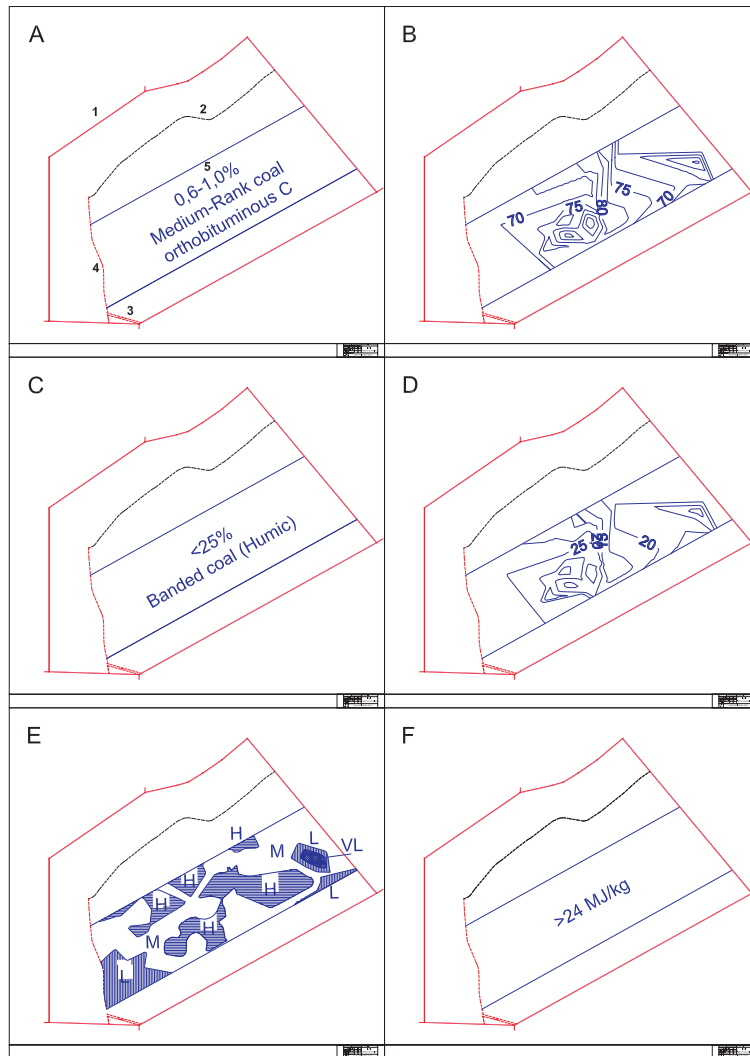 A
1
2
5
0,6-1,0%
Medium-Rank coal
orthobituminous C
4
3
B
70
75
80
75
70
C
<25%
Banded coal (Humic)
D
25
20
E
H
M
L
VL
H
H
H
L
M
H
L
F
>24 MJ/kg